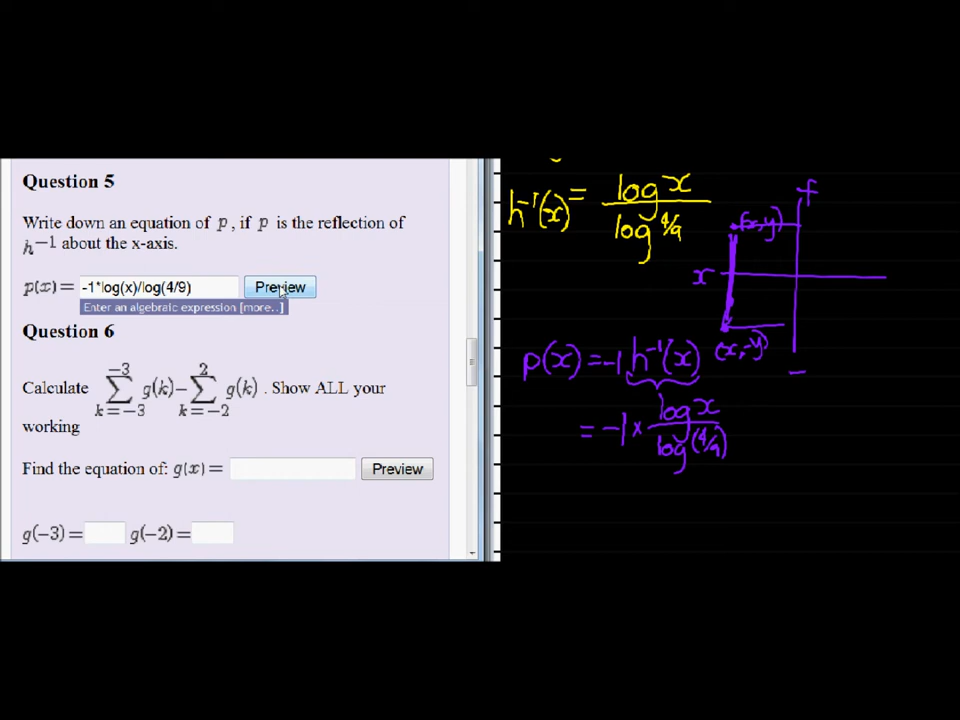 Question 5
Write down an equation of p, if p is the reflection of
h−1 about the x-axis.
p(x)= -1*log(x)/log(4/9) Preview
Enter an algebraic expression [more..]
Question 6
Calculate ∑ k=−3 −3 g(k)− ∑ k=−2 2 g(k). Show ALL your
working
Find the equation of: g(x)= Preview
g(−3)= g(−2)=
h⁻¹(x) = log x / log 4/9
(x,y)
x
(x,-y)
p(x) = -1 h⁻¹(x)
= -1 × log x / log (4/9)